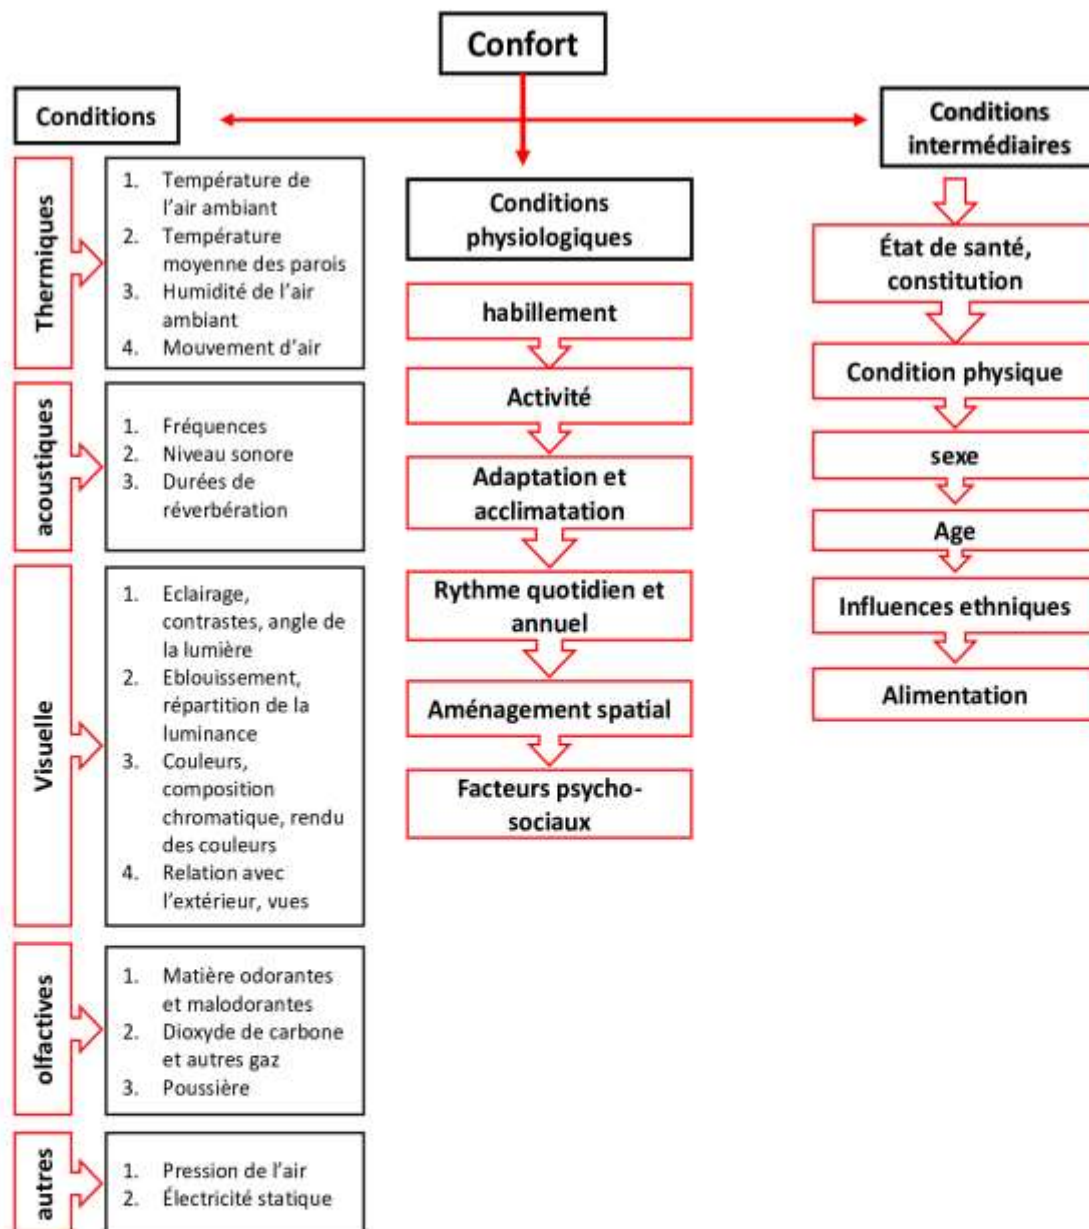 Confort
Conditions
Thermiques
1. Température de
l'air ambiant
2. Température
moyenne des parois
3. Humidité de l'air
ambiant
4. Mouvement d'air
acoustiques
1. Fréquences
2. Niveau sonore
3. Durées de
réverbération
Visuelle
1. Eclairage,
contrastes, angle de
la lumière
2. Eblouissement,
répartition de la
luminance
3. Couleurs,
composition
chromatique, rendu
des couleurs
4. Relation avec
l'extérieur, vues
olfactives
1. Matière odorantes
et malodorantes
2. Dioxyde de carbone
et autres gaz
3. Poussière
autres
1. Pression de l'air
2. Électricité statique
Conditions
physiologiques
habillement
Activité
Adaptation et
acclimatation
Rythme quotidien et
annuel
Aménagement spatial
Facteurs psycho-
sociaux
Conditions
intermédiaires
État de santé,
constitution
Condition physique
sexe
Age
Influences ethniques
Alimentation